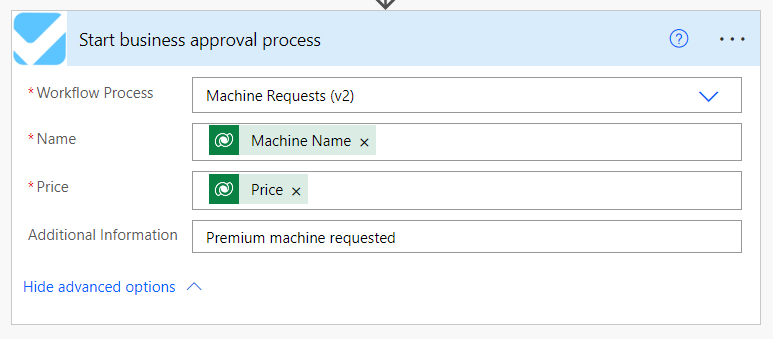 Start business approval process ? ...
*Workflow Process Machine Requests (v2)
*Name Machine Name ×
*Price Price ×
Additional Information Premium machine requested
Hide advanced options